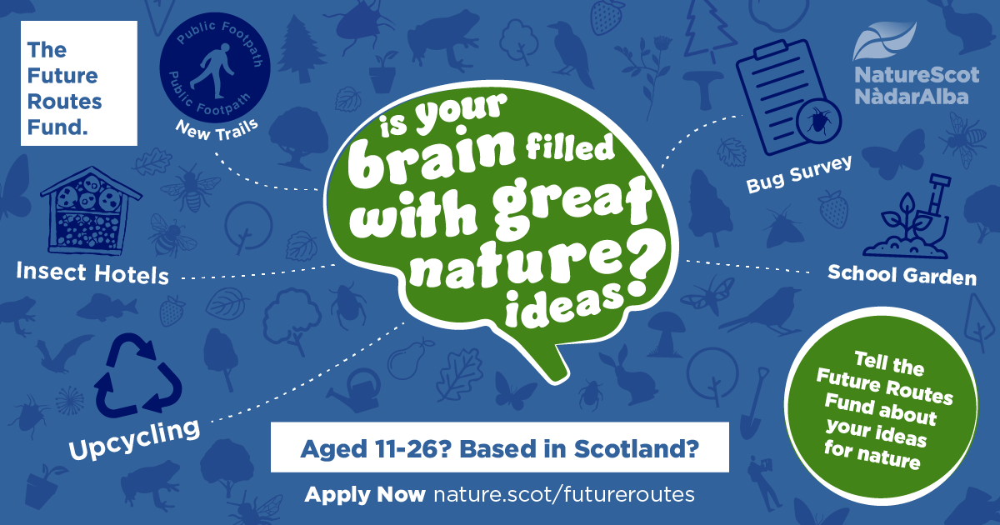 The
Future
Routes
Fund.
Public Footpath
Public Footpath
New Trails
is your
brain filled
with great
nature?
ideas
Bug Survey
NatureScot
NàdarAlba
Insect Hotels
School Garden
Upcycling
Tell the
Future Routes
Fund about
your ideas
for nature
Aged 11-26? Based in Scotland?
Apply Now nature.scot/futureroutes